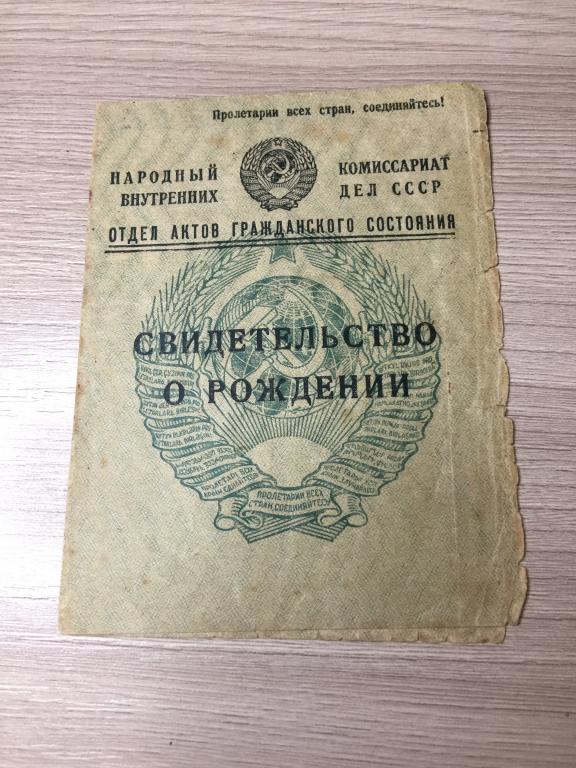 Пролетарии всех стран, соединяйтесь!
НАРОДНЫЙ КОМИССАРИАТ
ВНУТРЕННИХ ДЕЛ СССР
ОТДЕЛ АКТОВ ГРАЖДАНСКОГО СОСТОЯНИЯ
СВИДЕТЕЛЬСТВО
О РОЖДЕНИИ
ПРОЛЕТАРИИ ВСЕХ
СТРАН, СОЕДИНЯЙТЕСЬ!